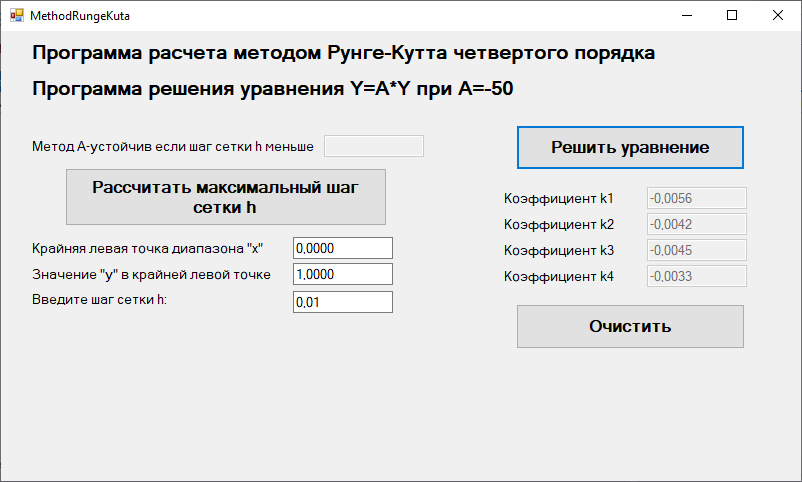 MethodRungeKuta
Программа расчета методом Рунге-Кутта четвертого порядка
Программа решения уравнения Y=A*Y при A=-50
Метод А-устойчив если шаг сетки h меньше
Рассчитать максимальный шаг
сетки h
Крайняя левая точка диапазона "x"
0,0000
Значение "y" в крайней левой точке
1,0000
Введите шаг сетки h:
0,01
Решить уравнение
Коэффициент k1
-0,0056
Коэффициент k2
-0,0042
Коэффициент k3
-0,0045
Коэффициент k4
-0,0033
Очистить